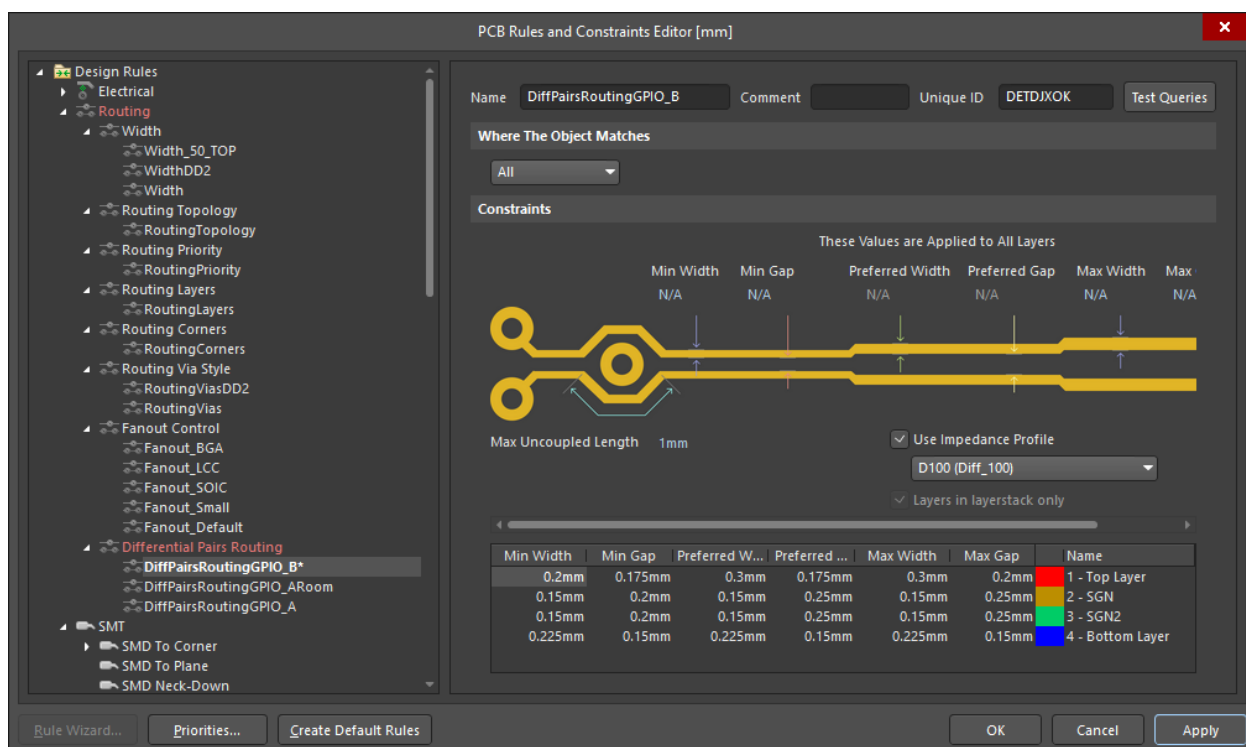 PCB Rules and Constraints Editor [mm]
Design Rules
Electrical
Routing
Width
Width_50_TOP
WidthDD2
Width
Routing Topology
RoutingTopology
Routing Priority
RoutingPriority
Routing Layers
RoutingLayers
Routing Corners
RoutingCorners
Routing Via Style
RoutingViasDD2
RoutingVias
Fanout Control
Fanout_BGA
Fanout_LCC
Fanout_SOIC
Fanout_Small
Fanout_Default
Differential Pairs Routing
DiffPairsRoutingGPIO_B*
DiffPairsRoutingGPIO_ARoom
DiffPairsRoutingGPIO_A
SMT
SMD To Corner
SMD To Plane
SMD Neck-Down
Name DiffPairsRoutingGPIO_B Comment Unique ID DETDJXOK Test Queries
Where The Object Matches
All
Constraints
These Values are Applied to All Layers
Min Width Min Gap Preferred Width Preferred Gap Max Width Max
N/A N/A N/A N/A N/A N/A
Max Uncoupled Length 1mm
Use Impedance Profile
D100 (Diff_100)
Layers in layerstack only
Min Width Min Gap Preferred W... Preferred ... Max Width Max Gap Name
0.2mm 0.175mm 0.3mm 0.175mm 0.3mm 0.2mm 1 - Top Layer
0.15mm 0.2mm 0.15mm 0.25mm 0.15mm 0.25mm 2 - SGN
0.15mm 0.2mm 0.15mm 0.25mm 0.15mm 0.25mm 3 - SGN2
0.225mm 0.15mm 0.225mm 0.15mm 0.225mm 0.15mm 4 - Bottom Layer
Rule Wizard... Priorities... Create Default Rules OK Cancel Apply